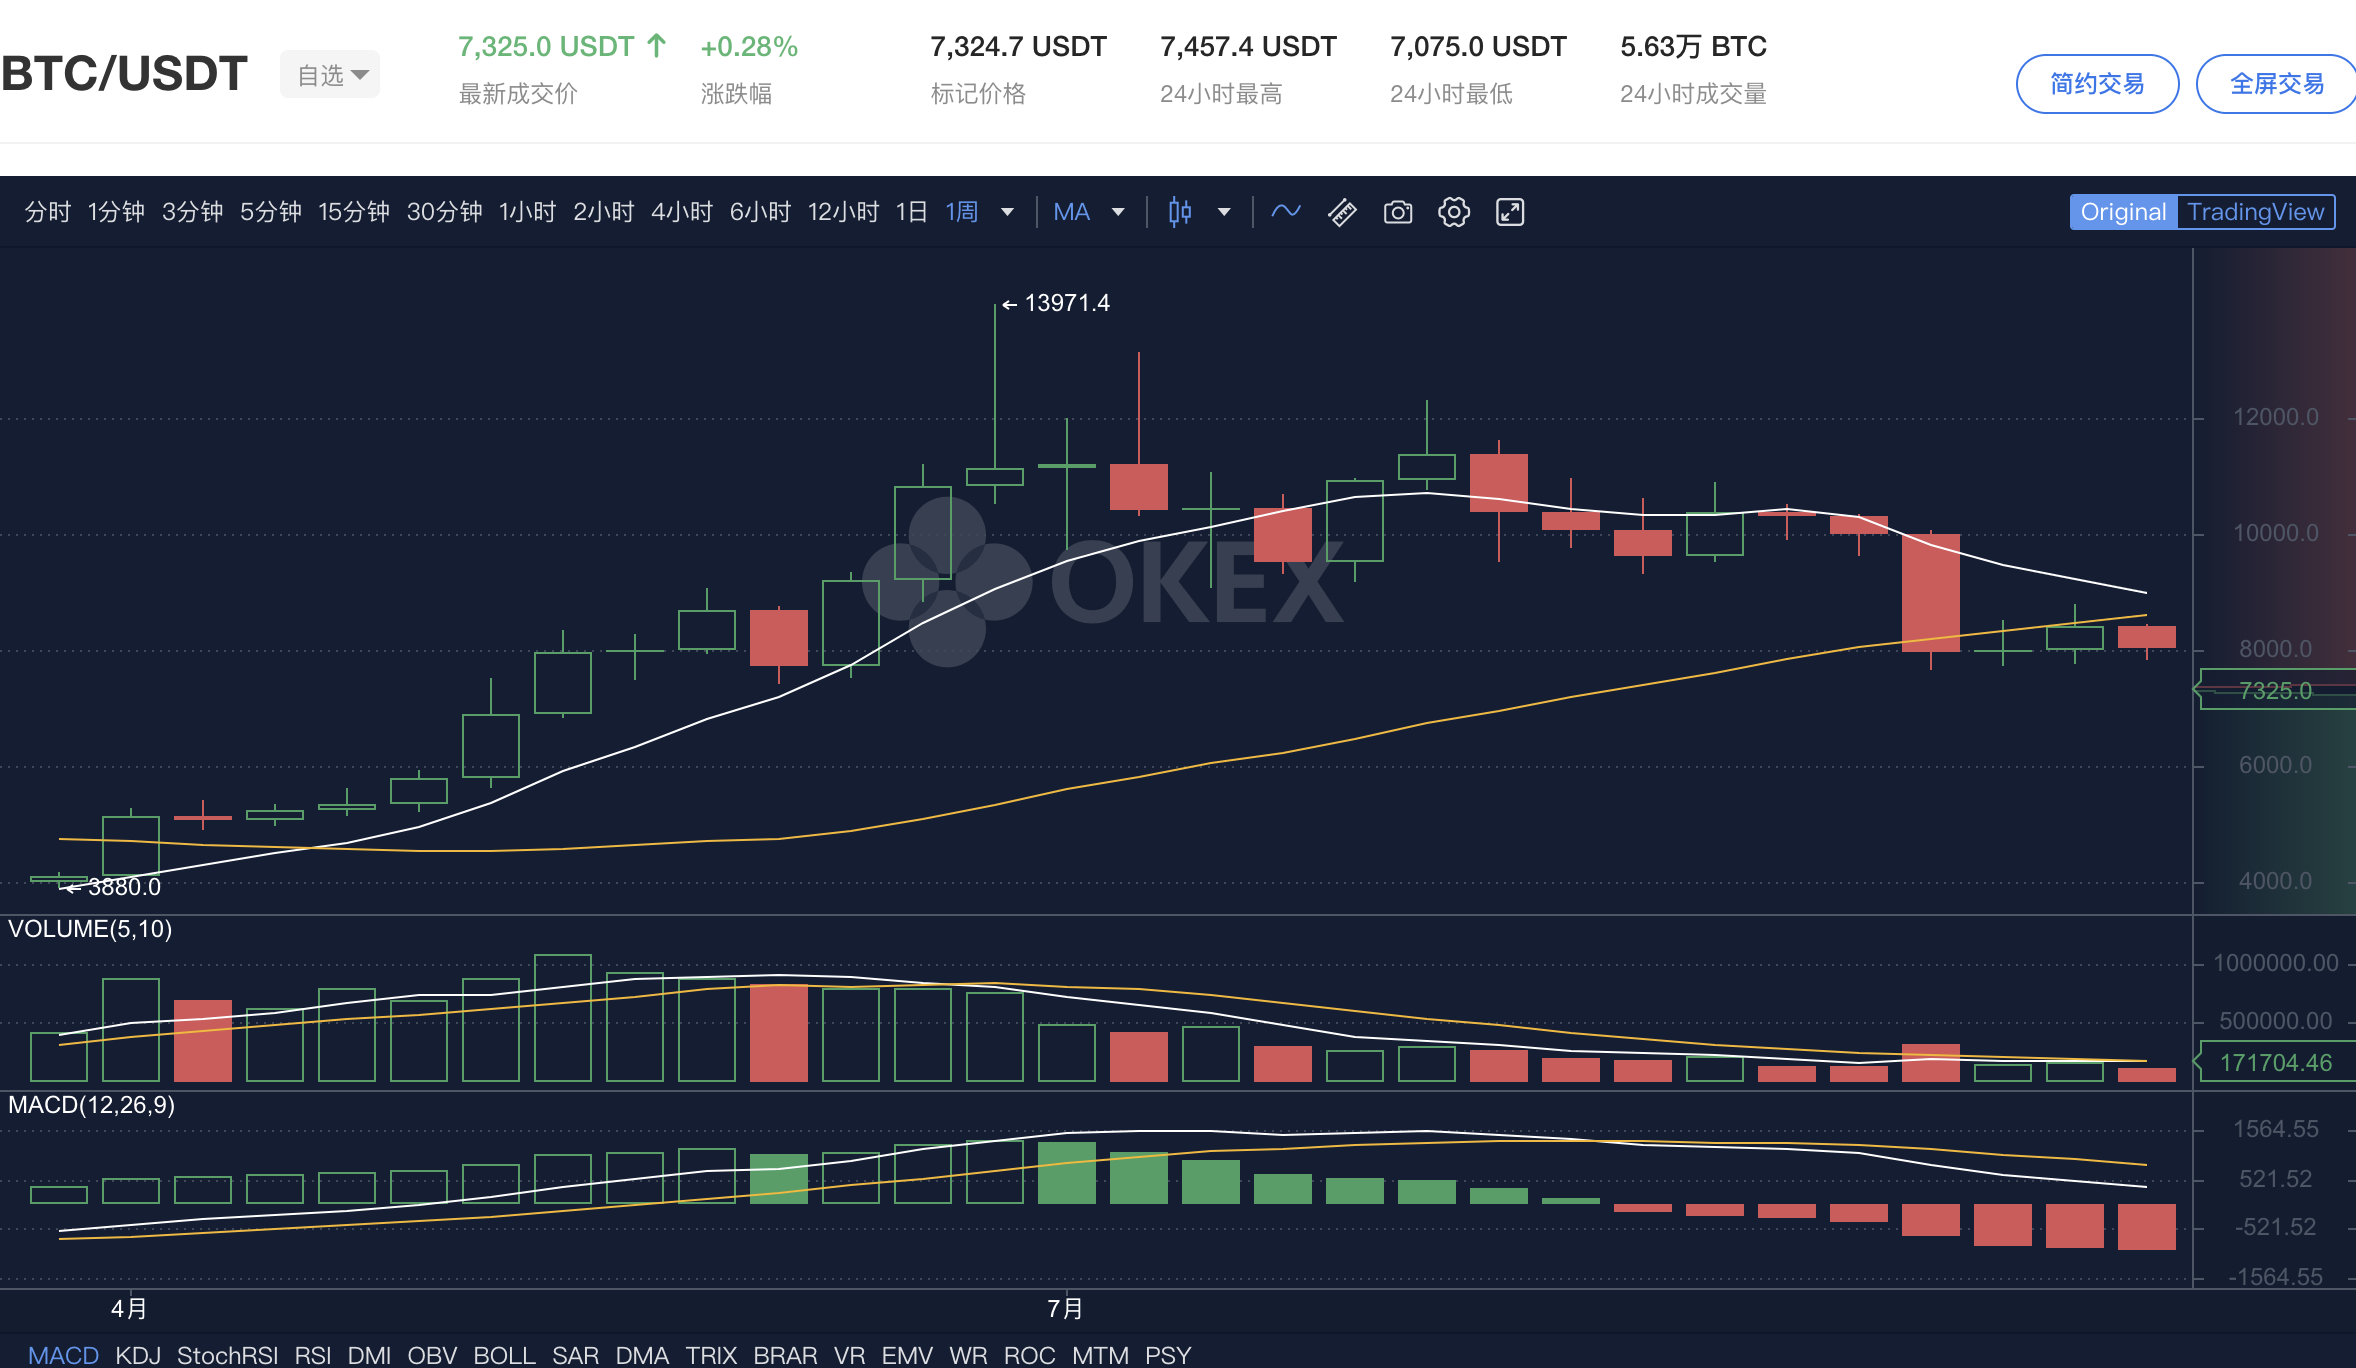 BTC/USDT 自选 7,325.0 USDT ↑ +0.28% 7,324.7 USDT 7,457.4 USDT 7,075.0 USDT 5.63万 BTC
最新成交价 涨跌幅 标记价格 24小时最高 24小时最低 24小时成交量
简约交易 全屏交易
分时 1分钟 3分钟 5分钟 15分钟 30分钟 1小时 2小时 4小时 6小时 12小时 1日 1周 MA Original TradingView
← 13971.4
12000.0
OKEX
10000.0
8000.0
7325.0
6000.0
4000.0
← 3880.0
VOLUME(5,10)
1000000.00
500000.00
171704.46
MACD(12,26,9)
1564.55
521.52
-521.52
-1564.55
4月 7月
MACD KDJ StochRSI RSI DMI OBV BOLL SAR DMA TRIX BRAR VR EMV WR ROC MTM PSY